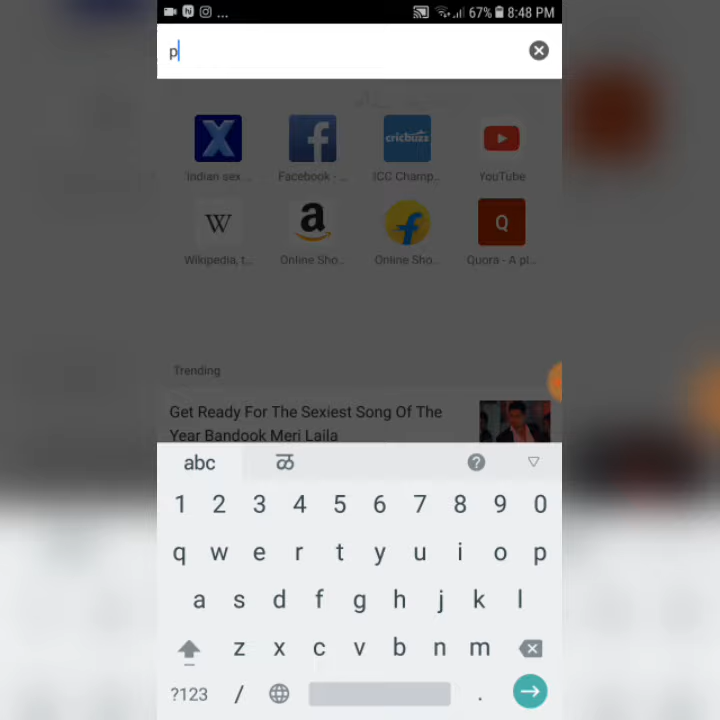 ... 67% 8:48 PM
p
X f cricbuzz
Indian sex ... Facebook - ... ICC Champ... YouTube
W a f Q
Wikipedia, t... Online Sho... Online Sho... Quora - A pl...
Trending
Get Ready For The Sexiest Song Of The
Year Bandook Meri Laila
abc ?
1 2 3 4 5 6 7 8 9 0
q w e r t y u i o p
a s d f g h j k l
z x c v b n m
?123 / .